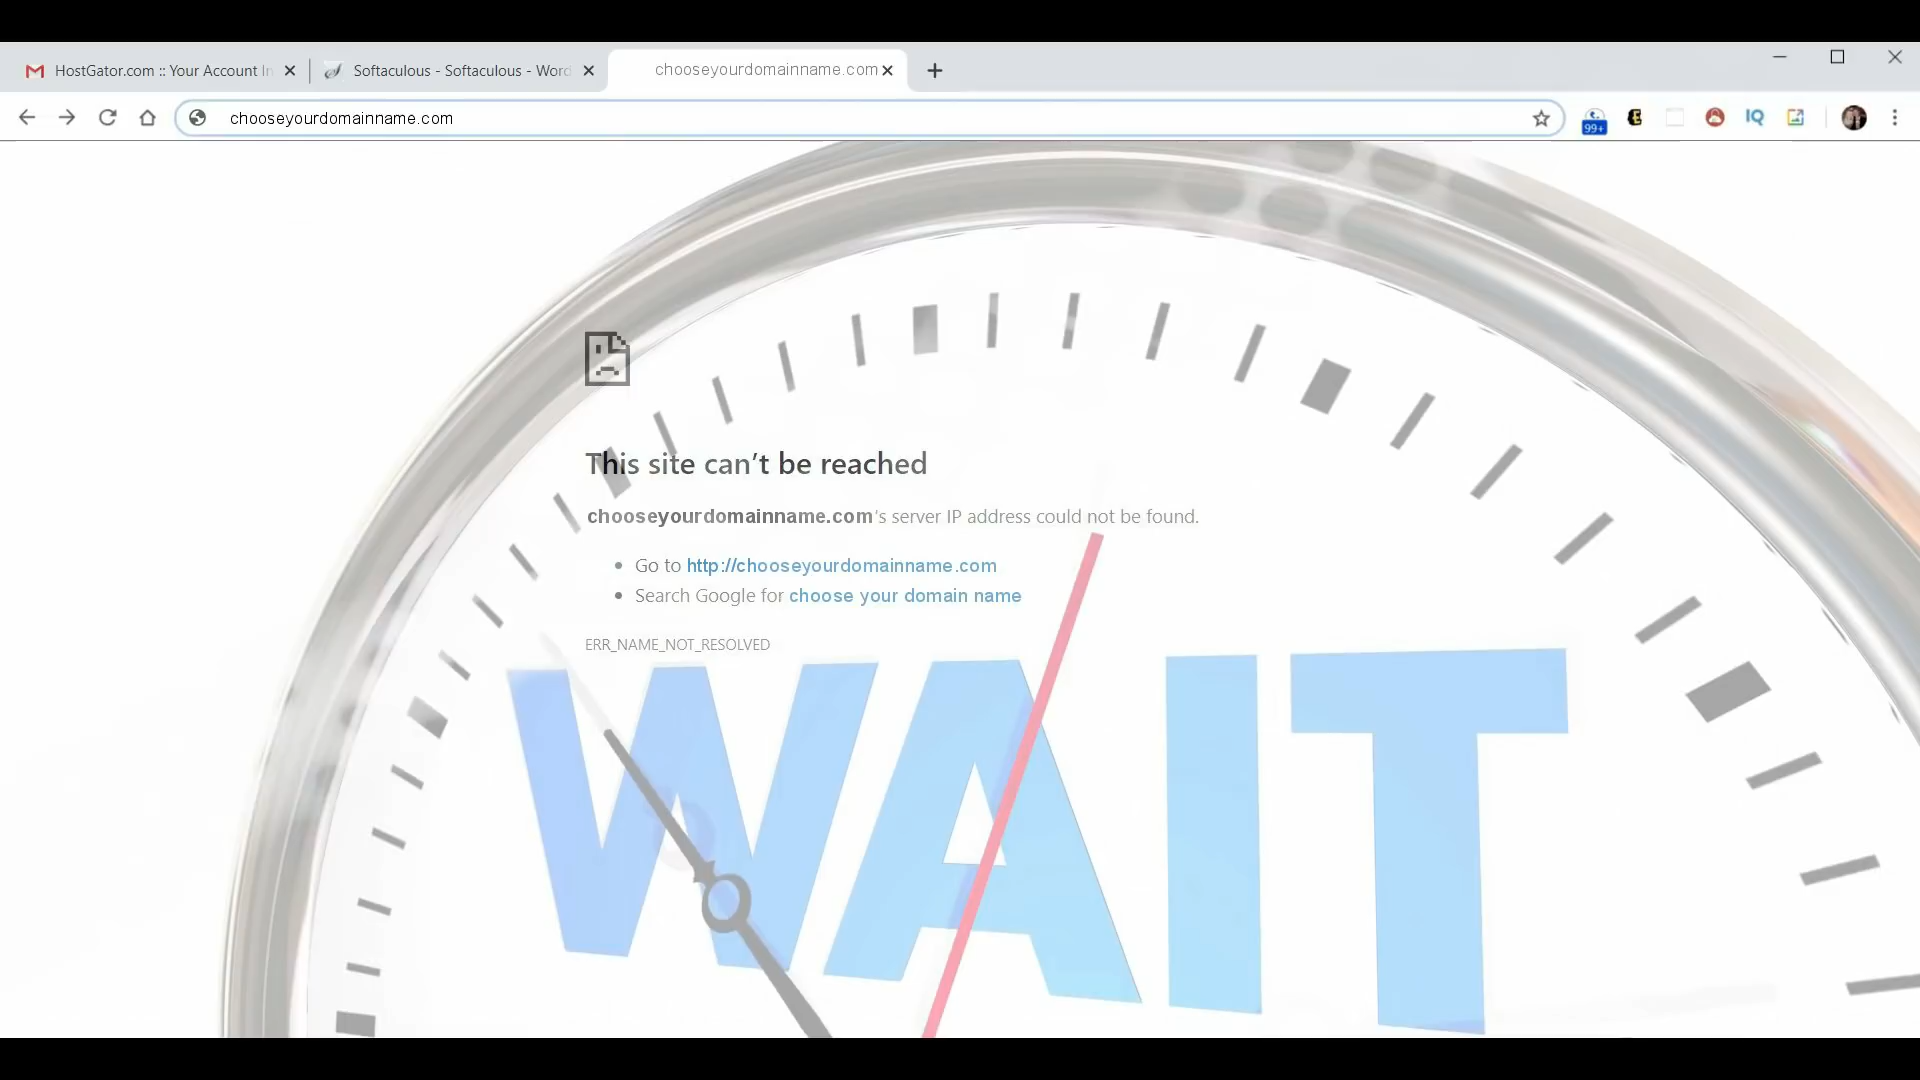 HostGator.com :: Your Account In
Softaculous - Softaculous - Word
chooseyourdomainname.com
chooseyourdomainname.com
99+
IQ
This site can’t be reached
chooseyourdomainname.com's server IP address could not be found.
Go to http://chooseyourdomainname.com
Search Google for choose your domain name
ERR_NAME_NOT_RESOLVED
WAIT